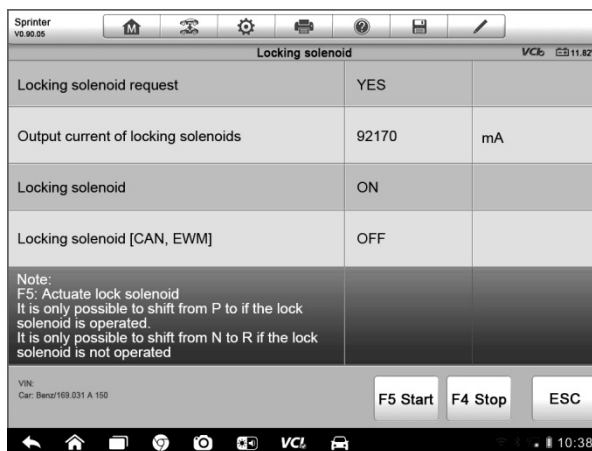 Sprinter
V0.90.05
M
Locking solenoid
VCI
11.82
Locking solenoid request YES
Output current of locking solenoids 92170 mA
Locking solenoid ON
Locking solenoid [CAN, EWM] OFF
Note:
F5: Actuate lock solenoid
It is only possible to shift from P to if the lock
solenoid is operated.
It is only possible to shift from N to R if the lock
solenoid is not operated
VIN:
Car: Benz/169.031 A 150
F5 Start F4 Stop ESC
VCI 10:38